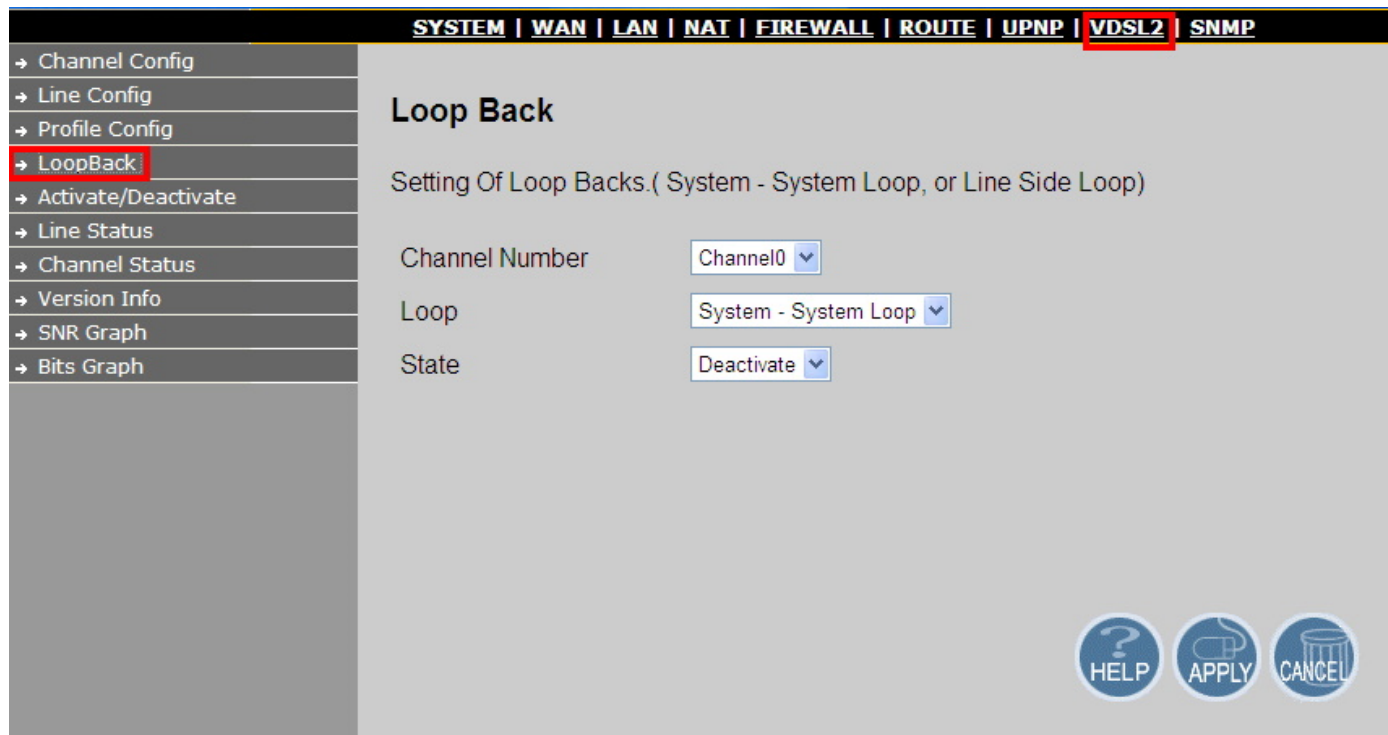 SYSTEM | WAN | LAN | NAT | FIREWALL | ROUTE | UPNP | VDSL2 | SNMP
Channel Config
Line Config
Profile Config
LoopBack
Activate/Deactivate
Line Status
Channel Status
Version Info
SNR Graph
Bits Graph
Loop Back
Setting Of Loop Backs.( System - System Loop, or Line Side Loop)
Channel Number Channel0
Loop System - System Loop
State Deactivate
HELP APPLY CANCEL